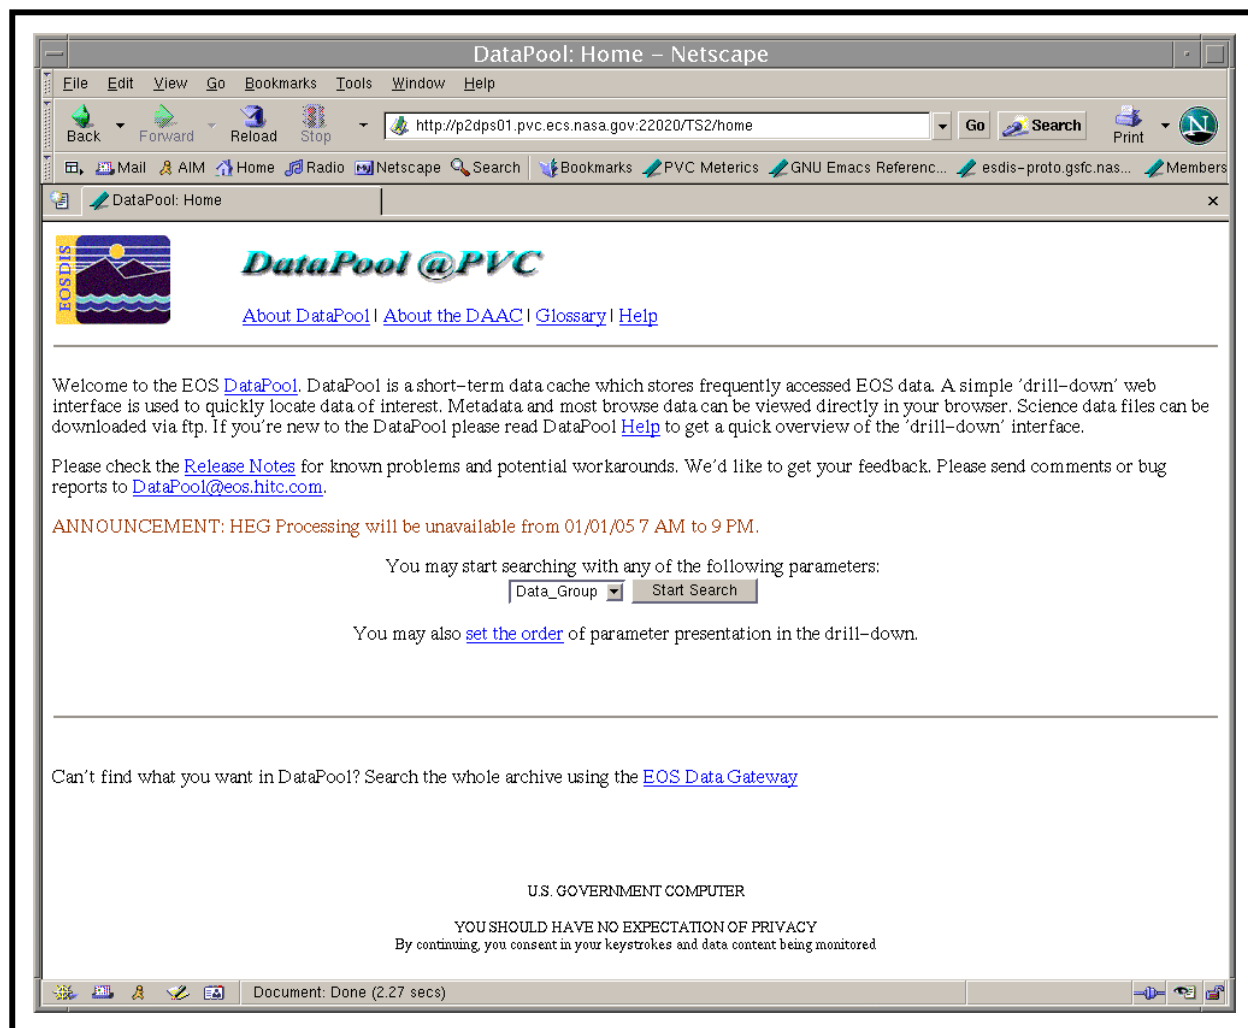 DataPool: Home – Netscape
File Edit View Go Bookmarks Tools Window Help
Back Forward Reload Stop http://p2dps01.pvc.ecs.nasa.gov:22020/TS2/home Go Search Print N
Mail AIM Home Radio Netscape Search Bookmarks PVC Meterics GNU Emacs Referenc... esdis-proto.gsfc.nas... Members
DataPool: Home
EOSDIS
DataPool @PVC
About DataPool | About the DAAC | Glossary | Help
Welcome to the EOS DataPool. DataPool is a short-term data cache which stores frequently accessed EOS data. A simple 'drill-down' web
interface is used to quickly locate data of interest. Metadata and most browse data can be viewed directly in your browser. Science data files can be
downloaded via ftp. If you're new to the DataPool please read DataPool Help to get a quick overview of the 'drill-down' interface.
Please check the Release Notes for known problems and potential workarounds. We'd like to get your feedback. Please send comments or bug
reports to DataPool@eos.hitc.com.
ANNOUNCEMENT: HEG Processing will be unavailable from 01/01/05 7 AM to 9 PM.
You may start searching with any of the following parameters:
Data_Group Start Search
You may also set the order of parameter presentation in the drill-down.
Can't find what you want in DataPool? Search the whole archive using the EOS Data Gateway
U.S. GOVERNMENT COMPUTER
YOU SHOULD HAVE NO EXPECTATION OF PRIVACY
By continuing, you consent in your keystrokes and data content being monitored
Document: Done (2.27 secs)